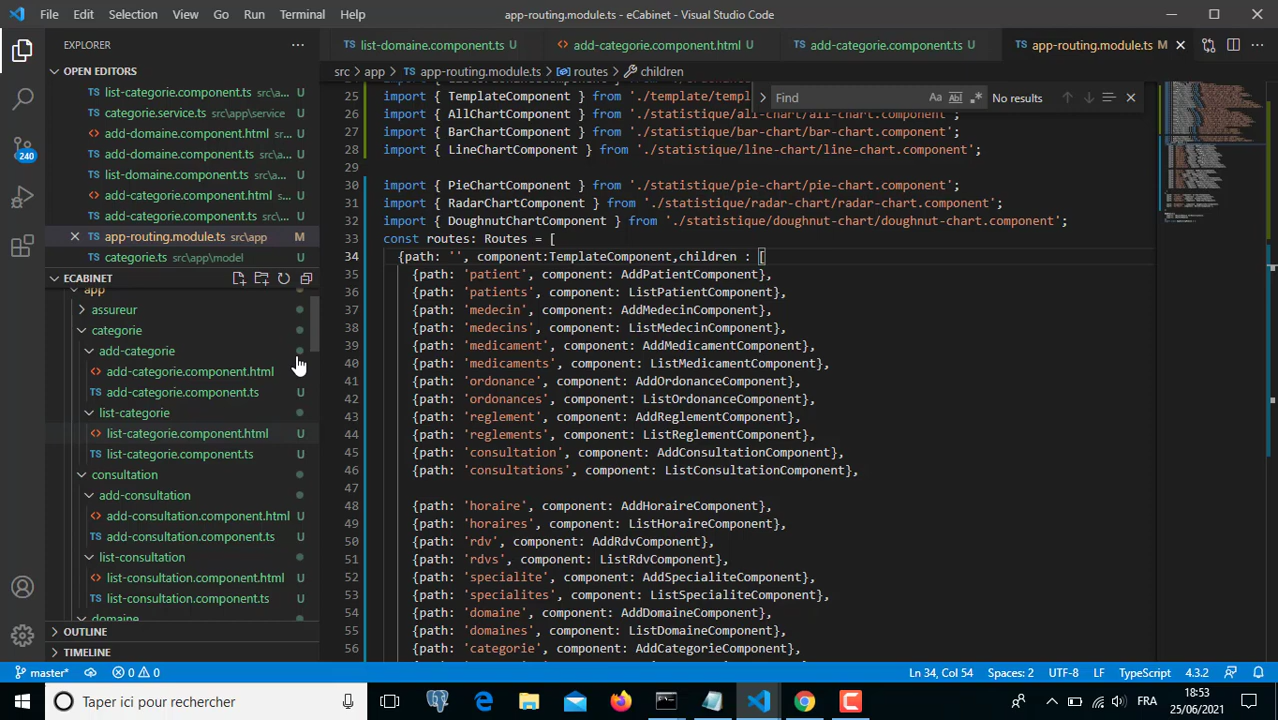 File Edit Selection View Go Run Terminal Help
app-routing.module.ts - eCabinet - Visual Studio Code
EXPLORER
list-domaine.component.ts U
add-categorie.component.html U
add-categorie.component.ts U
app-routing.module.ts M
OPEN EDITORS
src > app > app-routing.module.ts > routes > children
list-categorie.component.ts src\a... U
categorie.service.ts src\app\service U
add-domaine.component.html s... U
add-domaine.component.ts src\a... U
list-domaine.component.ts src\a... U
add-categorie.component.html s... U
add-categorie.component.ts src\... U
app-routing.module.ts src\app M
categorie.ts src\app\model U
240
ECABINET
app
assureur
categorie
add-categorie
add-categorie.component.html
add-categorie.component.ts U
list-categorie
list-categorie.component.html U
list-categorie.component.ts U
consultation
add-consultation
add-consultation.component.html U
add-consultation.component.ts U
list-consultation
list-consultation.component.html U
list-consultation.component.ts U
domaine
OUTLINE
TIMELINE
Find Aa Abl .* No results
25 import { TemplateComponent } from './template/templ
26 import { AllChartComponent } from './statistique/all-chart/all-chart.component';
27 import { BarChartComponent } from './statistique/bar-chart/bar-chart.component';
28 import { LineChartComponent } from './statistique/line-chart/line-chart.component';
29
30 import { PieChartComponent } from './statistique/pie-chart/pie-chart.component';
31 import { RadarChartComponent } from './statistique/radar-chart/radar-chart.component';
32 import { DoughnutChartComponent } from './statistique/doughnut-chart/doughnut-chart.component';
33 const routes: Routes = [
34 {path: '', component:TemplateComponent,children : [
35 {path: 'patient', component: AddPatientComponent},
36 {path: 'patients', component: ListPatientComponent},
37 {path: 'medecin', component: AddMedecinComponent},
38 {path: 'medecins', component: ListMedecinComponent},
39 {path: 'medicament', component: AddMedicamentComponent},
40 {path: 'medicaments', component: ListMedicamentComponent},
41 {path: 'ordonance', component: AddOrdonanceComponent},
42 {path: 'ordonances', component: ListOrdonanceComponent},
43 {path: 'reglement', component: AddReglementComponent},
44 {path: 'reglements', component: ListReglementComponent},
45 {path: 'consultation', component: AddConsultationComponent},
46 {path: 'consultations', component: ListConsultationComponent},
47
48 {path: 'horaire', component: AddHoraireComponent},
49 {path: 'horaires', component: ListHoraireComponent},
50 {path: 'rdv', component: AddRdvComponent},
51 {path: 'rdvs', component: ListRdvComponent},
52 {path: 'specialite', component: AddSpecialiteComponent},
53 {path: 'specialites', component: ListSpecialiteComponent},
54 {path: 'domaine', component: AddDomaineComponent},
55 {path: 'domaines', component: ListDomaineComponent},
56 {path: 'categorie', component: AddCategorieComponent},
master* 0 0 Ln 34, Col 54 Spaces: 2 UTF-8 LF TypeScript 4.3.2
Taper ici pour rechercher
FRA
18:53
25/06/2021